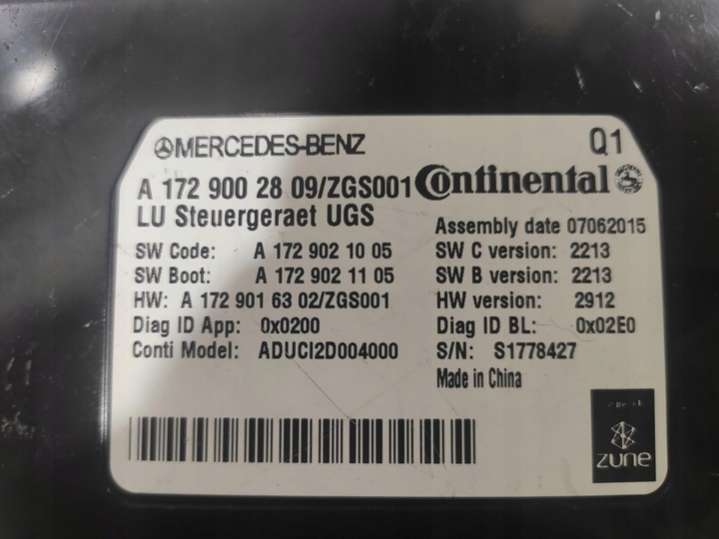 MERCEDES-BENZ Q1
A 172 900 28 09/ZGS001 Continental
LU Steuergeraet UGS Assembly date 07062015
SW Code: A 172 902 10 05 SW C version: 2213
SW Boot: A 172 902 11 05 SW B version: 2213
HW: A 172 901 63 02/ZGS001 HW version: 2912
Diag ID App: 0x0200 Diag ID BL: 0x02E0
Conti Model: ADUCI2D004000 S/N: S1778427
Made in China
zune